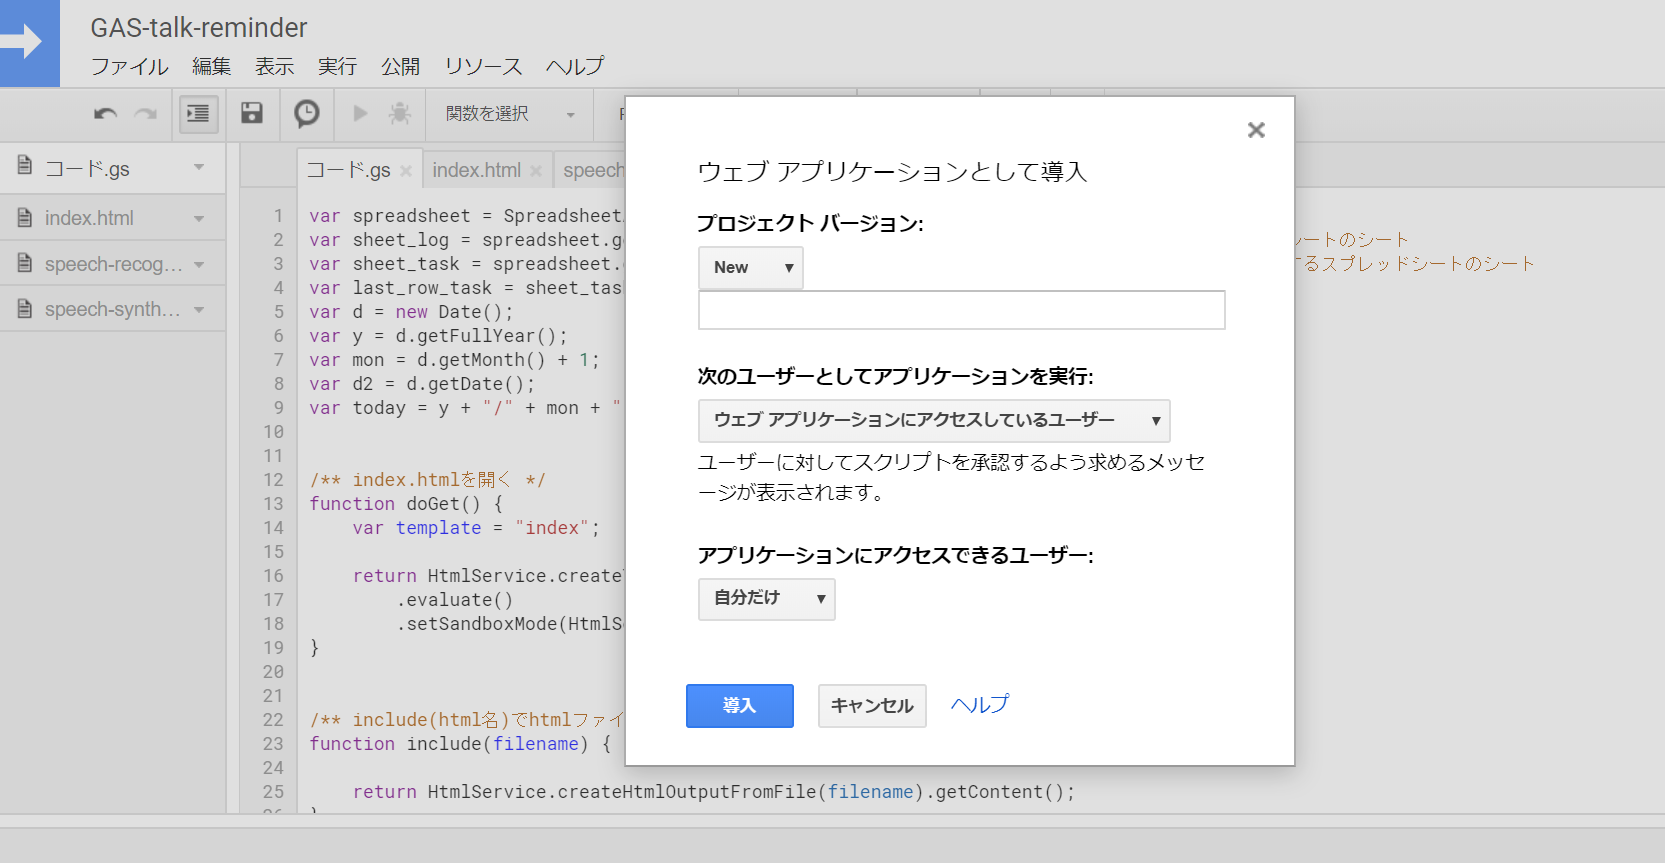 GAS-talk-reminder
ファイル 編集 表示 実行 公開 リソース ヘルプ
関数を選択
コード.gs
index.html
speech-recog...
speech-synth...
コード.gs index.html speech
1 var spreadsheet = Spreadsheet
2 var sheet_log = spreadsheet.g
ートのシート
3 var sheet_task = spreadsheet.
するスプレッドシートのシート
4 var last_row_task = sheet_tas
5 var d = new Date();
6 var y = d.getFullYear();
7 var mon = d.getMonth() + 1;
8 var d2 = d.getDate();
9 var today = y + "/" + mon + "
10
11
12 /** index.htmlを開く */
13 function doGet() {
14 var template = "index";
15
16 return HtmlService.create
17 .evaluate()
18 .setSandboxMode(HtmlS
19 }
20
21
22 /** include(html名)でhtmlファイ
23 function include(filename) {
24
25 return HtmlService.createHtmlOutputFromFile(filename).getContent();
ウェブ アプリケーションとして導入
プロジェクト バージョン:
New
次のユーザーとしてアプリケーションを実行:
ウェブ アプリケーションにアクセスしているユーザー
ユーザーに対してスクリプトを承認するよう求めるメッセ
ージが表示されます。
アプリケーションにアクセスできるユーザー:
自分だけ
導入 キャンセル ヘルプ